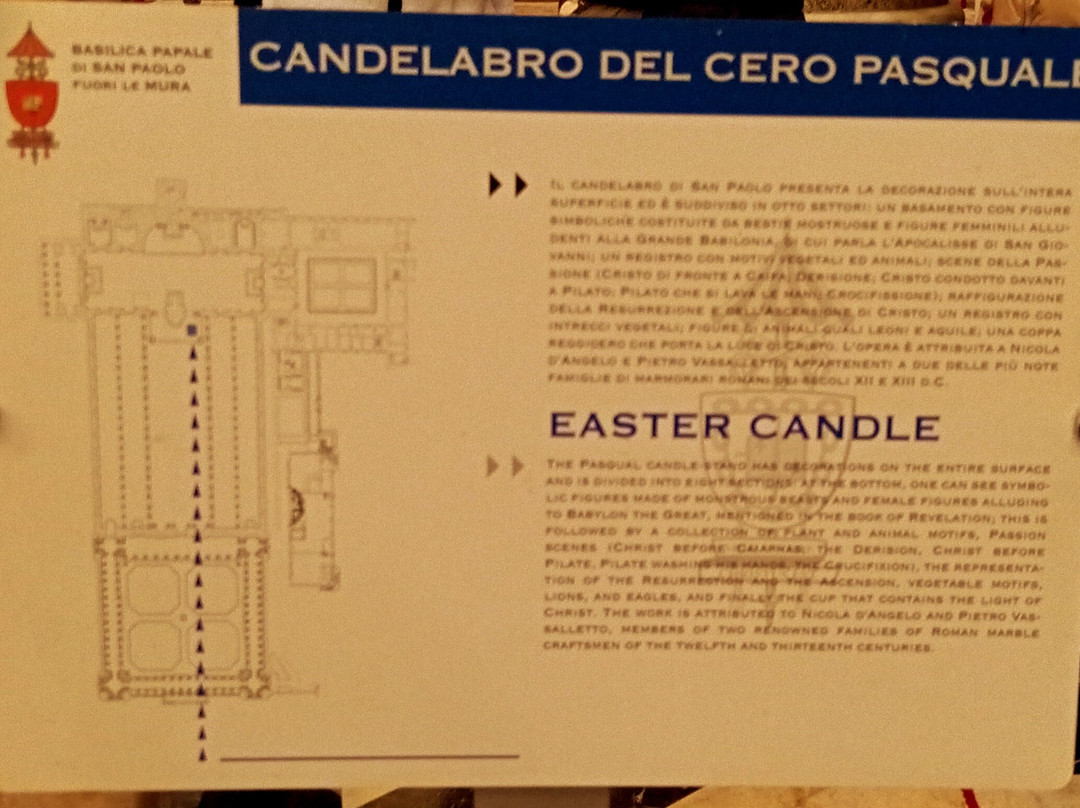 BASILICA PAPALE
DI SAN PAOLO
FUORI LE MURA
CANDELABRO DEL CERO PASQUALE
IL CANDELABRO DI SAN PAOLO PRESENTA LA DECORAZIONE SULL'INTERA
SUPERFICIE ED È SUDDIVISO IN OTTO SETTORI: UN BASAMENTO CON FIGURE
SIMBOLICHE COSTITUITE DA BESTIE MOSTRUOSE E FIGURE FEMMINILI ALLU-
DENTI ALLA GRANDE BABILONIA, DI CUI PARLA L'APOCALISSE DI SAN GIO-
VANNI; UN REGISTRO CON MOTIVI VEGETALI ED ANIMALI; SCENE DELLA PAS-
SIONE (CRISTO DI FRONTE A CAIFA; DERISIONE; CRISTO CONDOTTO DAVANTI
A PILATO; PILATO CHE SI LAVA LE MANI; CROCIFISSIONE); RAFFIGURAZIONE
DELLA RESURREZIONE E DELL'ASCENSIONE DI CRISTO; UN REGISTRO CON
INTRECCI VEGETALI; FIGURE DI ANIMALI QUALI LEONI E AQUILE; UNA COPPA
REGGICERO CHE PORTA LA LUCE DI CRISTO. L'OPERA È ATTRIBUITA A NICOLA
D'ANGELO E PIETRO VASSALLETTO, APPARTENENTI A DUE DELLE PIÙ NOTE
FAMIGLIE DI MARMORARI ROMANI DEI SECOLI XII E XIII D.C.
EASTER CANDLE
THE PASQUAL CANDLE-STAND HAS DECORATIONS ON THE ENTIRE SURFACE
AND IS DIVIDED INTO EIGHT SECTIONS: AT THE BOTTOM, ONE CAN SEE SYMBO-
LIC FIGURES MADE OF MONSTROUS BEASTS AND FEMALE FIGURES ALLUDING
TO BABYLON THE GREAT, MENTIONED IN THE BOOK OF REVELATION; THIS IS
FOLLOWED BY A COLLECTION OF PLANT AND ANIMAL MOTIFS, PASSION
SCENES (CHRIST BEFORE CAIAPHAS, THE DERISION, CHRIST BEFORE
PILATE, PILATE WASHING HIS HANDS, THE CRUCIFIXION), THE REPRESENTA-
TION OF THE RESURRECTION AND THE ASCENSION, VEGETABLE MOTIFS,
LIONS, AND EAGLES, AND FINALLY THE CUP THAT CONTAINS THE LIGHT OF
CHRIST. THE WORK IS ATTRIBUTED TO NICOLA D'ANGELO AND PIETRO VAS-
SALLETTO, MEMBERS OF TWO RENOWNED FAMILIES OF ROMAN MARBLE
CRAFTSMEN OF THE TWELFTH AND THIRTEENTH CENTURIES.